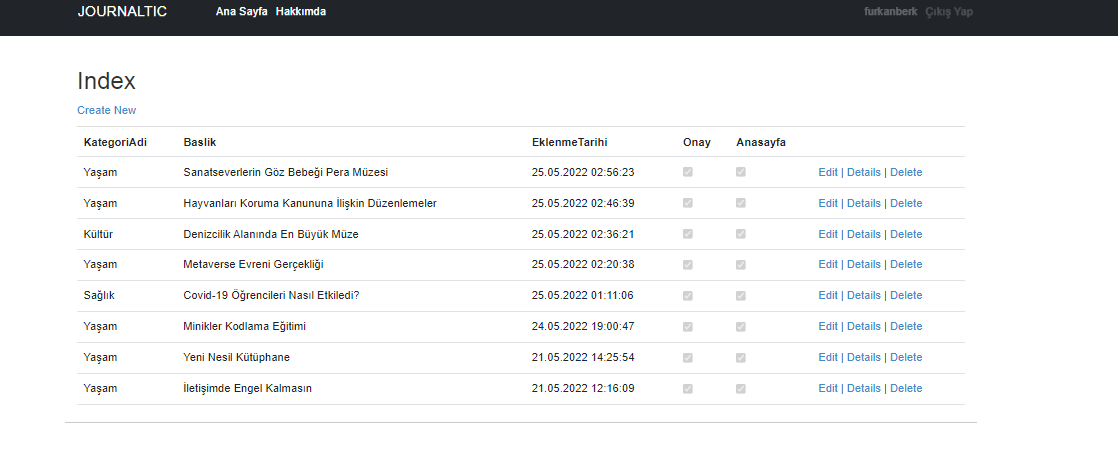 JOURNALTIC Ana Sayfa Hakkımda furkanberk Çıkış Yap
Index
Create New
KategoriAdi Baslik EklenmeTarihi Onay Anasayfa
Yaşam Sanatseverlerin Göz Bebeği Pera Müzesi 25.05.2022 02:56:23 Edit | Details | Delete
Yaşam Hayvanları Koruma Kanununa İlişkin Düzenlemeler 25.05.2022 02:46:39 Edit | Details | Delete
Kültür Denizcilik Alanında En Büyük Müze 25.05.2022 02:36:21 Edit | Details | Delete
Yaşam Metaverse Evreni Gerçekliği 25.05.2022 02:20:38 Edit | Details | Delete
Sağlık Covid-19 Öğrencileri Nasıl Etkiledi? 25.05.2022 01:11:06 Edit | Details | Delete
Yaşam Minikler Kodlama Eğitimi 24.05.2022 19:00:47 Edit | Details | Delete
Yaşam Yeni Nesil Kütüphane 21.05.2022 14:25:54 Edit | Details | Delete
Yaşam İletişimde Engel Kalmasın 21.05.2022 12:16:09 Edit | Details | Delete